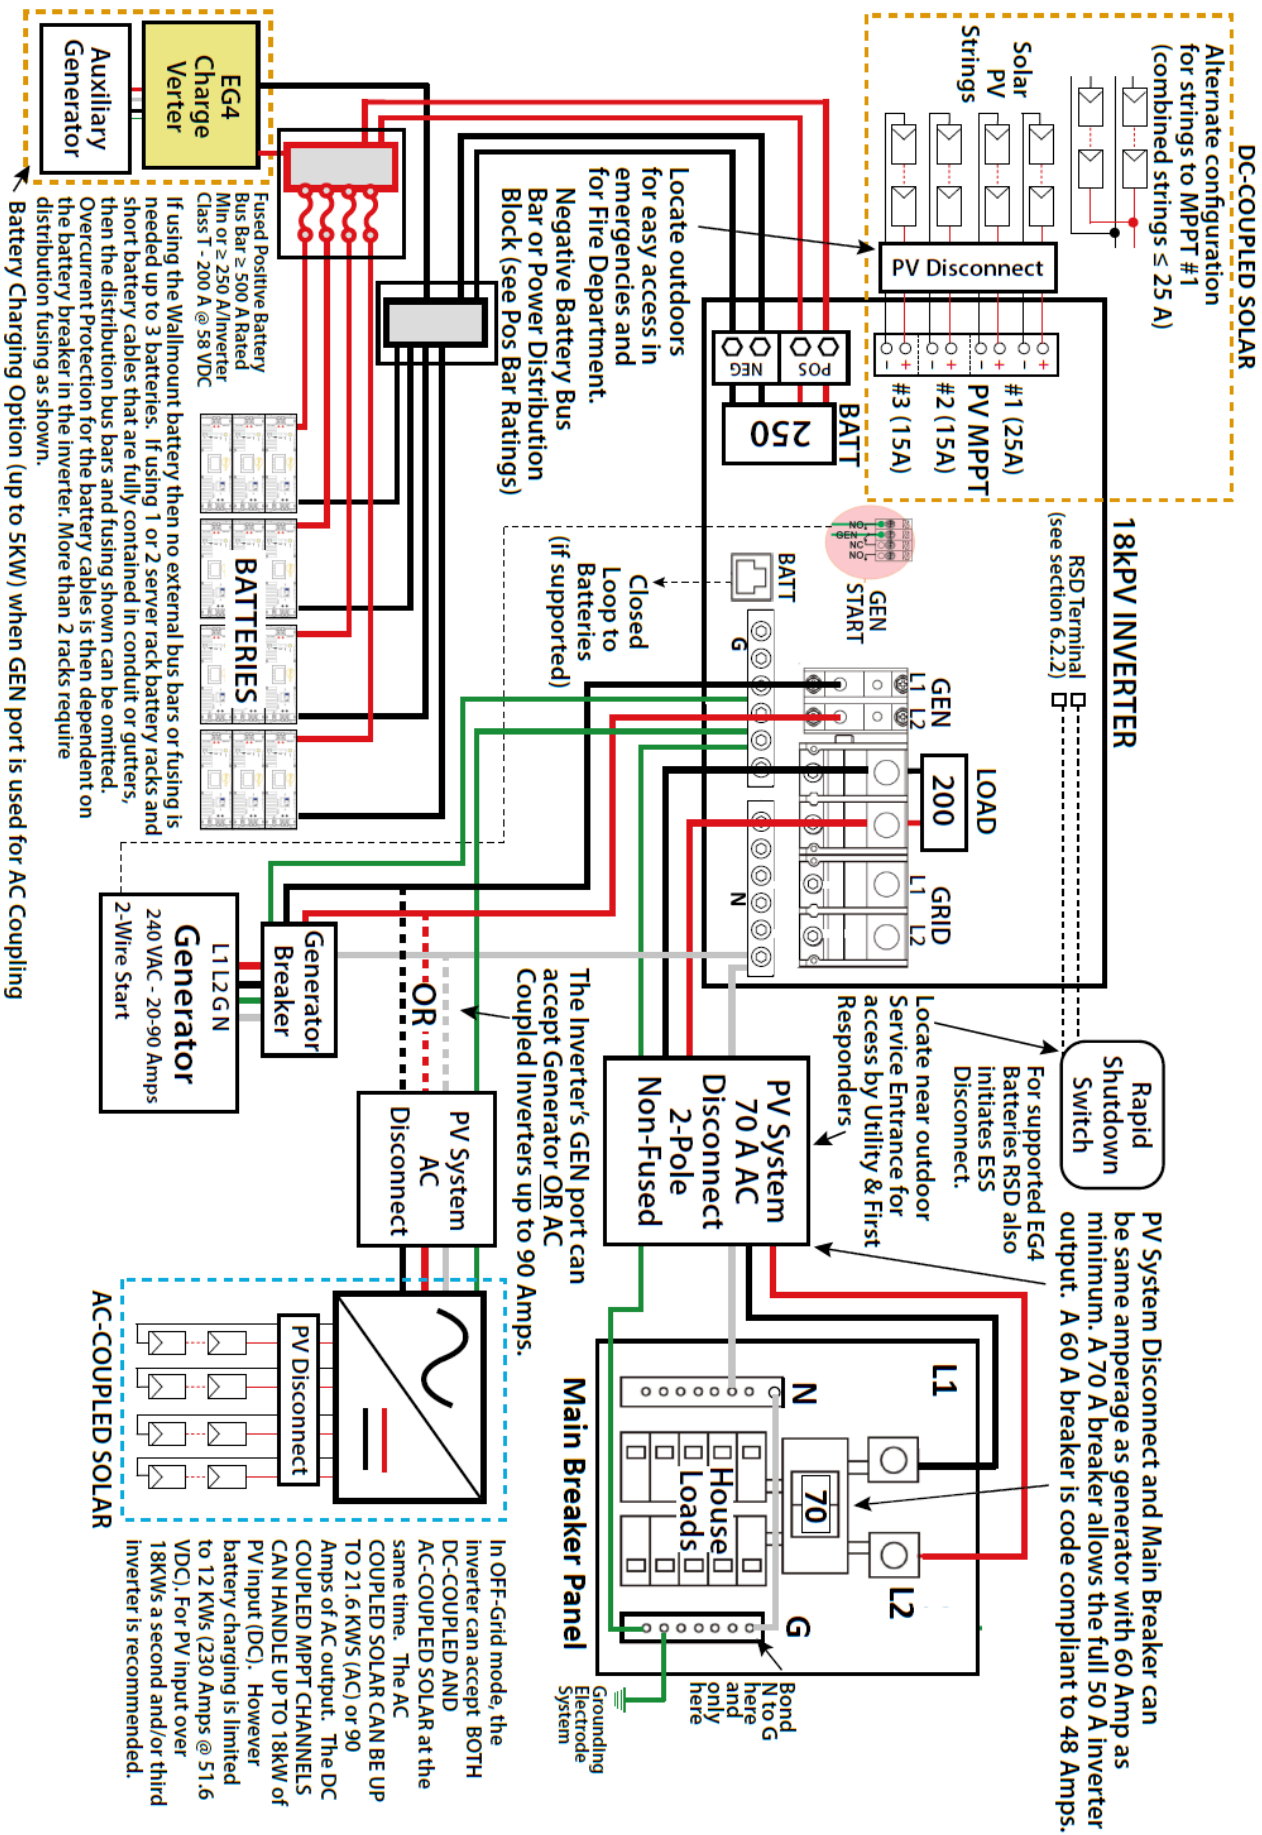 DC-COUPLED SOLAR
Alternate configuration
for strings to MPPT #1
(combined strings ≤ 25 A)
Solar
PV
Strings
PV Disconnect
- + - + - + - +
#1 (25A)
PV MPPT
#2 (15A)
#3 (15A)
18kPV INVERTER
RSD Terminal
(see section 6.2.2)
Rapid
Shutdown
Switch
For supported EG4
Batteries RSD also
initiates ESS
Disconnect.
Locate near outdoor
Service Entrance for
access by Utility & First
Responders
PV System Disconnect and Main Breaker can
be same amperage as generator with 60 Amp as
minimum. A 70 A breaker allows the full 50 A inverter
output. A 60 A breaker is code compliant to 48 Amps.
LOAD
200
GEN
L1 L2
GRID
L1 L2
GEN
START
NO
GEN
NC
NO
BATT
BATT
250
POS
NEG
G
N
Closed
Loop to
Batteries
(if supported)
Locate outdoors
for easy access in
emergencies and
for Fire Department.
Negative Battery Bus
Bar or Power Distribution
Block (see Pos Bar Ratings)
EG4
Charge
Verter
Auxiliary
Generator
Fused Positive Battery
Bus Bar ≥ 500 A Rated
Min or ≥ 250 A/Inverter
Class T - 200 A @ 58 VDC
If using the Wallmount battery then no external bus bars or fusing is
needed up to 3 batteries. If using 1 or 2 server rack battery racks and
short battery cables that are fully contained in conduit or gutters,
then the distribution bus bars and fusing shown can be omitted.
Overcurrent Protection for the battery cables is then dependent on
the battery breaker in the inverter. More than 2 racks require
distribution fusing as shown.
Battery Charging Option (up to 5KW) when GEN port is used for AC Coupling
BATTERIES
Generator
Breaker
L1 L2 G N
Generator
240 VAC - 20-90 Amps
2-Wire Start
OR
The Inverter's GEN port can
accept Generator OR AC
Coupled Inverters up to 90 Amps.
PV System
AC
Disconnect
PV System
70 A AC
Disconnect
2-Pole
Non-Fused
L1
L2
N
G
70
House
Loads
Main Breaker Panel
Bond
N to G
here
and
only
here
Grounding
Electrode
System
PV Disconnect
AC-COUPLED SOLAR
In OFF-Grid mode, the
inverter can accept BOTH
DC-COUPLED AND
AC-COUPLED SOLAR at the
same time. The AC
COUPLED SOLAR CAN BE UP
TO 21.6 KWS (AC) or 90
Amps of AC output. The DC
COUPLED MPPT CHANNELS
CAN HANDLE UP TO 18kW of
PV input (DC). However
battery charging is limited
to 12 KWs (230 Amps @ 51.6
VDC). For PV input over
18KWs a second and/or third
inverter is recommended.